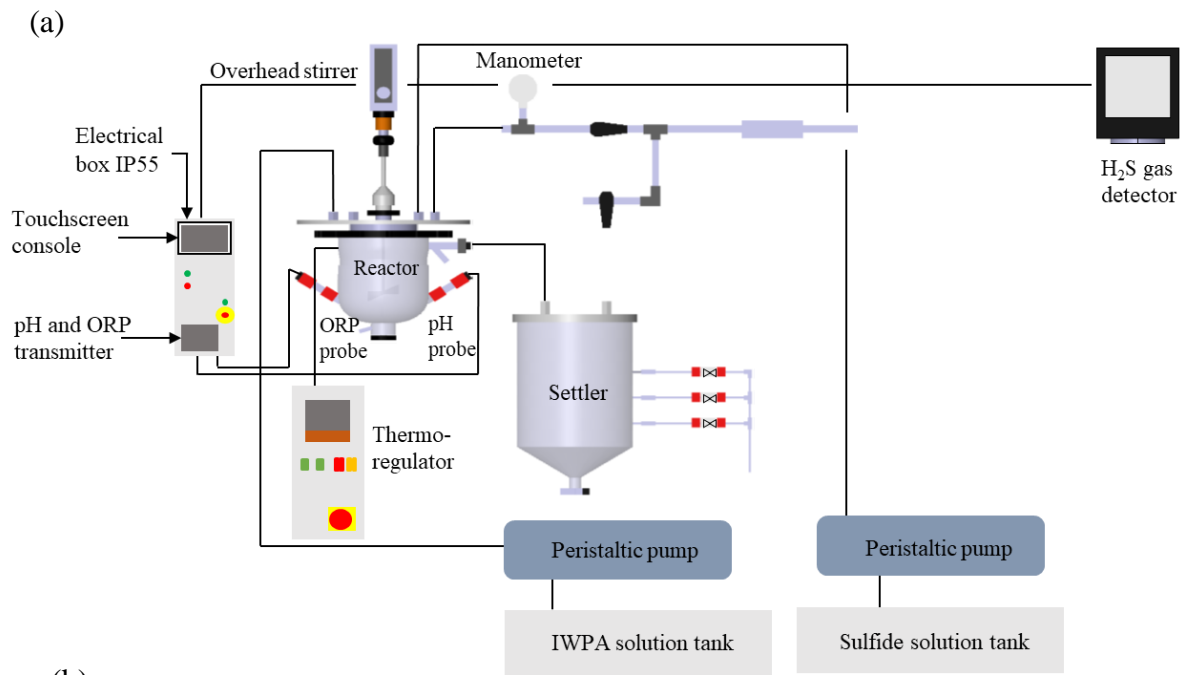 (a)
Overhead stirrer
Manometer
Electrical
box IP55
H₂S gas
detector
Touchscreen
console
Reactor
pH and ORP
transmitter
ORP
probe
pH
probe
Settler
Thermo-
regulator
Peristaltic pump
Peristaltic pump
IWPA solution tank
Sulfide solution tank